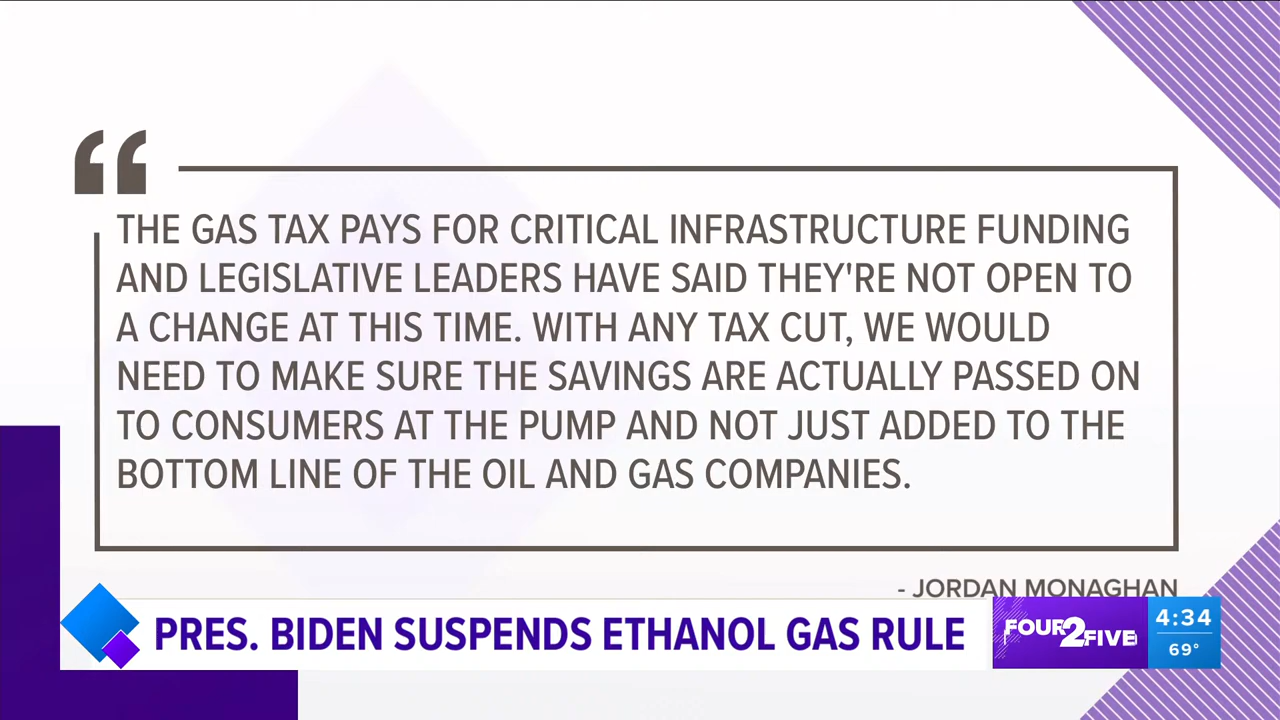 “
THE GAS TAX PAYS FOR CRITICAL INFRASTRUCTURE FUNDING
AND LEGISLATIVE LEADERS HAVE SAID THEY'RE NOT OPEN TO
A CHANGE AT THIS TIME. WITH ANY TAX CUT, WE WOULD
NEED TO MAKE SURE THE SAVINGS ARE ACTUALLY PASSED ON
TO CONSUMERS AT THE PUMP AND NOT JUST ADDED TO THE
BOTTOM LINE OF THE OIL AND GAS COMPANIES.
- JORDAN MONAGHAN
PRES. BIDEN SUSPENDS ETHANOL GAS RULE
FOUR2FIVE
4:34
69°